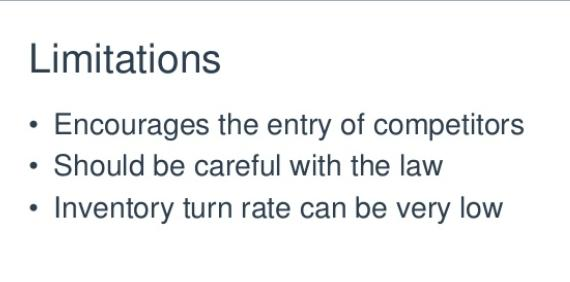 Limitations
• Encourages the entry of competitors
• Should be careful with the law
• Inventory turn rate can be very low